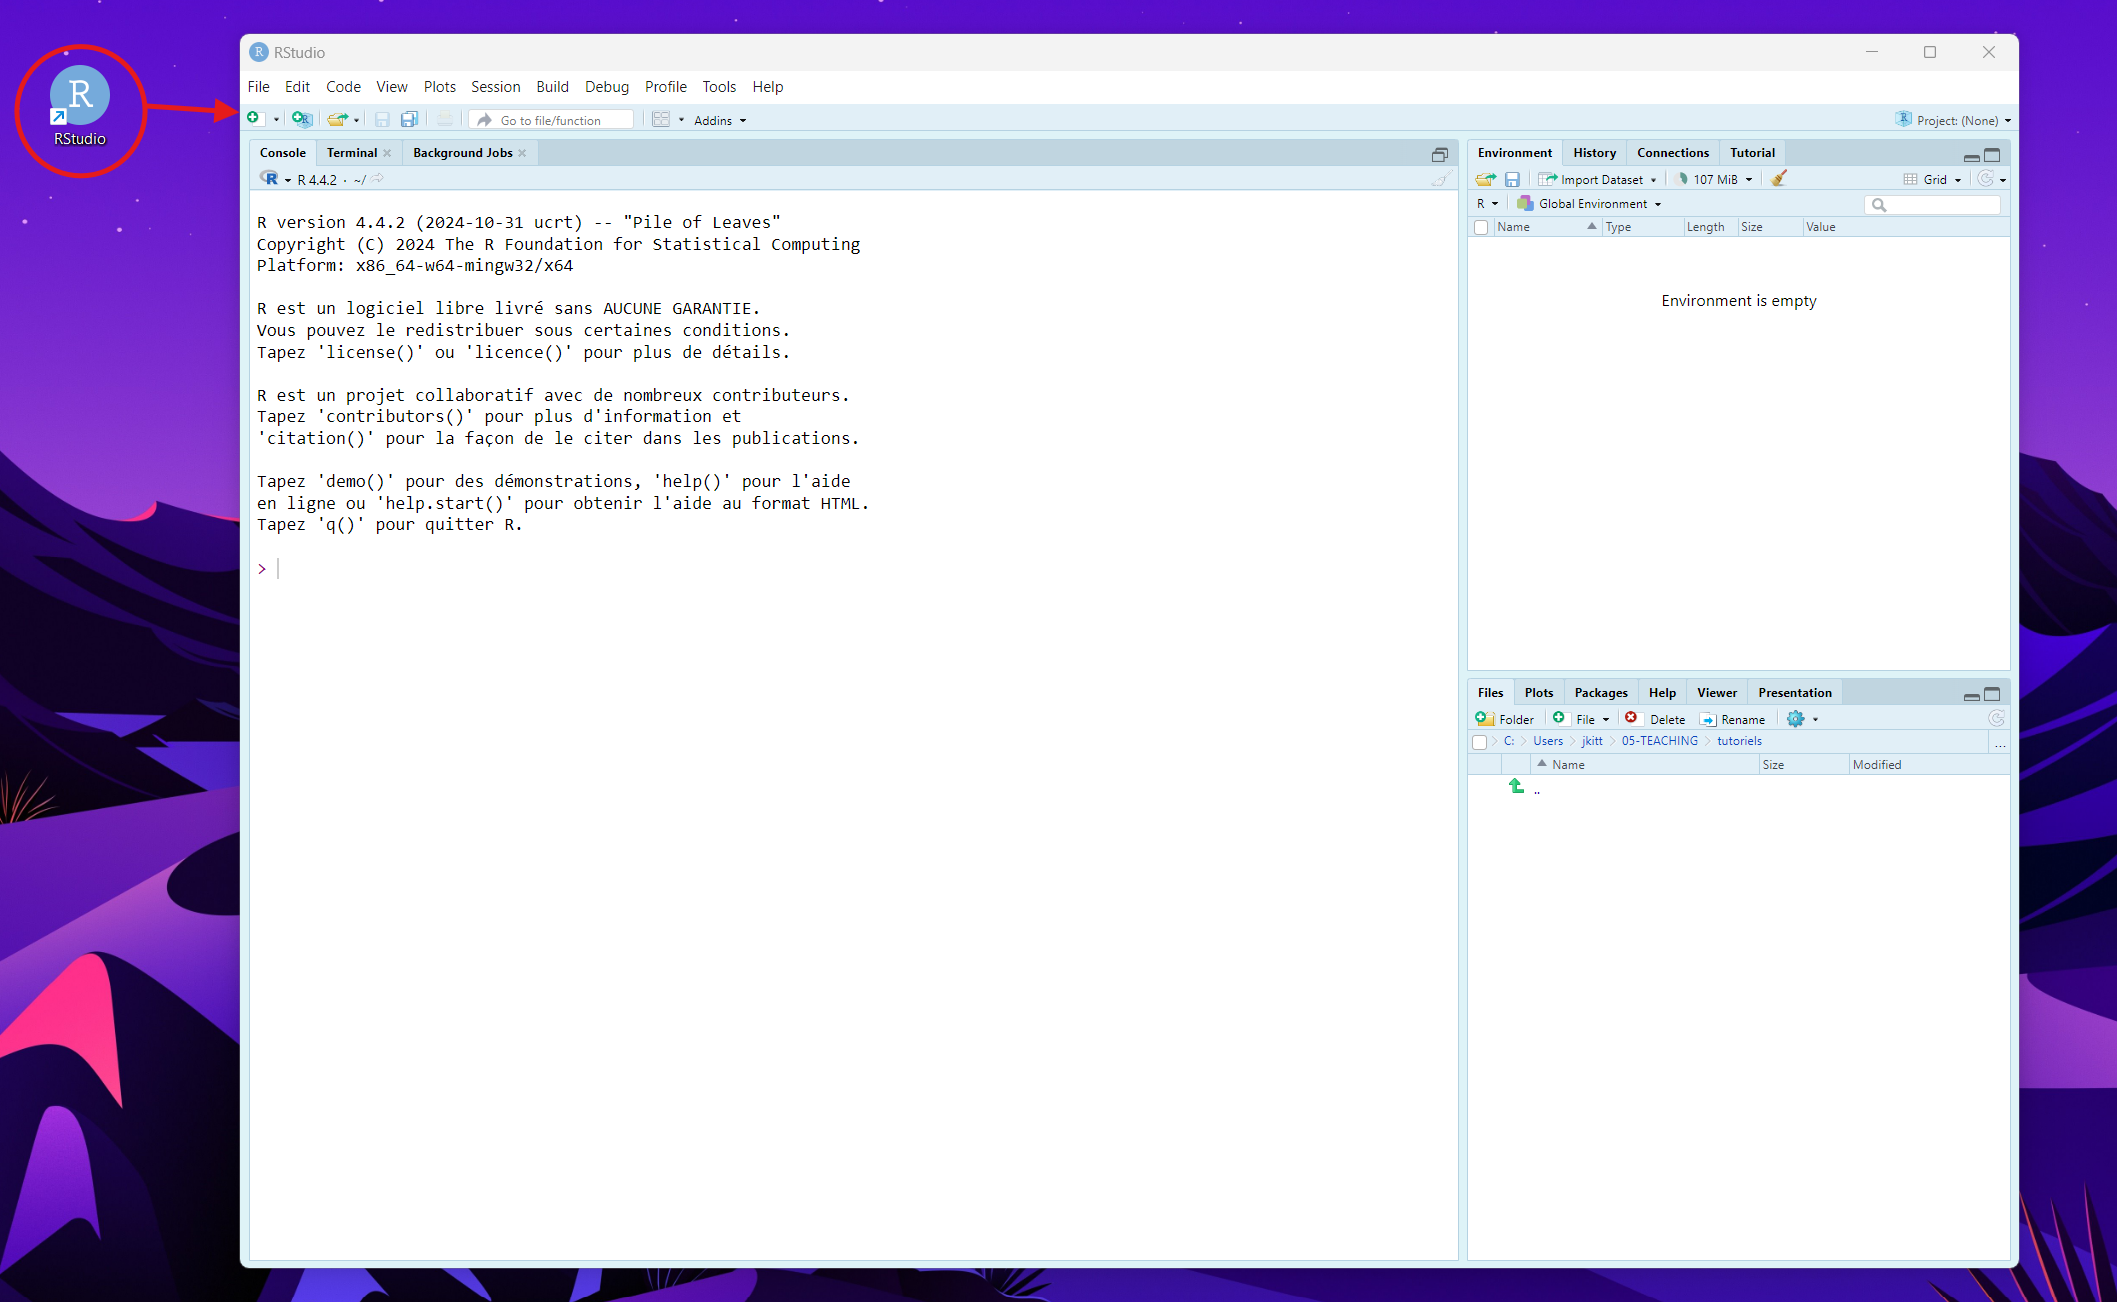 R
RStudio
R RStudio
File Edit Code View Plots Session Build Debug Profile Tools Help
Go to file/function Addins Project: (None)
Console Terminal Background Jobs
R R 4.4.2 · ~/
R version 4.4.2 (2024-10-31 ucrt) -- "Pile of Leaves"
Copyright (C) 2024 The R Foundation for Statistical Computing
Platform: x86_64-w64-mingw32/x64
R est un logiciel libre livré sans AUCUNE GARANTIE.
Vous pouvez le redistribuer sous certaines conditions.
Tapez 'license()' ou 'licence()' pour plus de détails.
R est un projet collaboratif avec de nombreux contributeurs.
Tapez 'contributors()' pour plus d'information et
'citation()' pour la façon de le citer dans les publications.
Tapez 'demo()' pour des démonstrations, 'help()' pour l'aide
en ligne ou 'help.start()' pour obtenir l'aide au format HTML.
Tapez 'q()' pour quitter R.
>
Environment History Connections Tutorial
Import Dataset 107 MiB Grid
R Global Environment
Name Type Length Size Value
Environment is empty
Files Plots Packages Help Viewer Presentation
Folder File Delete Rename
C: Users jkitt 05-TEACHING tutoriels ...
Name Size Modified
..